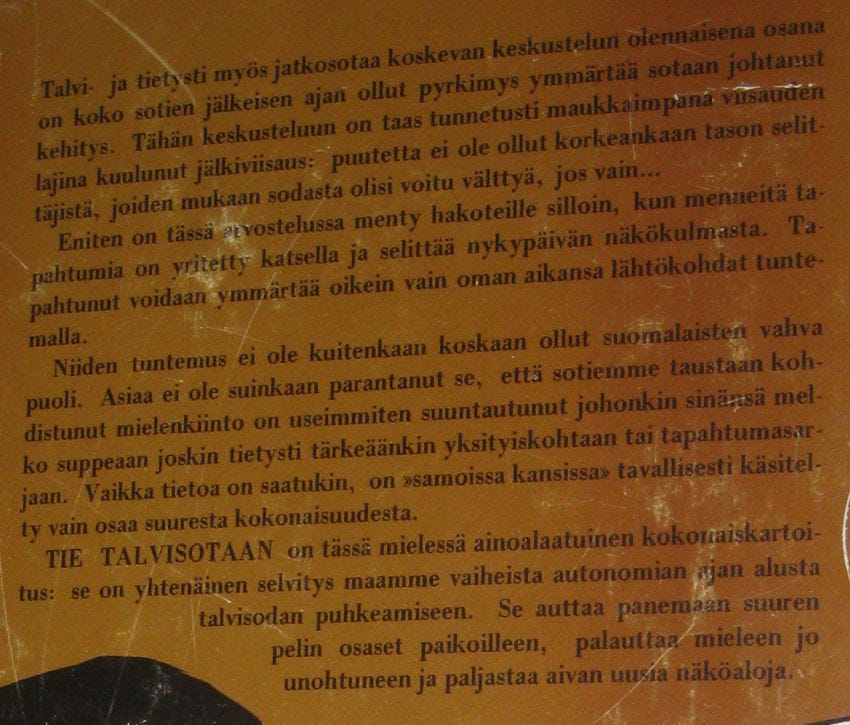 Talvi- ja tietysti myös jatkosotaa koskevan keskustelun olennaisena osana
on koko sotien jälkeisen ajan ollut pyrkimys ymmärtää sotaan johtanut
kehitys. Tähän keskusteluun on taas tunnetusti maukkaimpana viisauden
lajina kuulunut jälkiviisaus: puutetta ei ole ollut korkeankaan tason selit-
täjistä, joiden mukaan sodasta olisi voitu välttyä, jos vain...
Eniten on tässä arvostelussa menty hakoteille silloin, kun menneitä ta-
pahtumia on yritetty katsella ja selittää nykypäivän näkökulmasta. Ta-
pahtunut voidaan ymmärtää oikein vain oman aikansa lähtökohdat tunte-
malla.
Niiden tuntemus ei ole kuitenkaan koskaan ollut suomalaisten vahva
puoli. Asiaa ei ole suinkaan parantanut se, että sotiemme taustaan koh-
distunut mielenkiinto on useimmiten suuntautunut johonkin sinänsä mel-
ko suppeaan joskin tietysti tärkeäänkin yksityiskohtaan tai tapahtumasar-
jaan. Vaikka tietoa on saatukin, on »samoissa kansissa» tavallisesti käsitel-
ty vain osaa suuresta kokonaisuudesta.
TIE TALVISOTAAN on tässä mielessä ainoalaatuinen kokonaiskartoi-
tus: se on yhtenäinen selvitys maamme vaiheista autonomian ajan alusta
talvisodan puhkeamiseen. Se auttaa panemaan suuren
pelin osaset paikoilleen, palauttaa mieleen jo
unohtuneen ja paljastaa aivan uusia näköaloja.